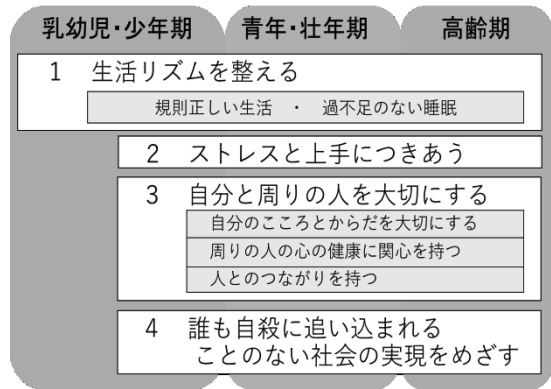 乳幼児・少年期 青年・壮年期 高齢期
1 生活リズムを整える
規則正しい生活 ・ 過不足のない睡眠
2 ストレスと上手につきあう
3 自分と周りの人を大切にする
自分のこころとからだを大切にする
周りの人の心の健康に関心を持つ
人とのつながりを持つ
4 誰も自殺に追い込まれる
ことのない社会の実現をめざす